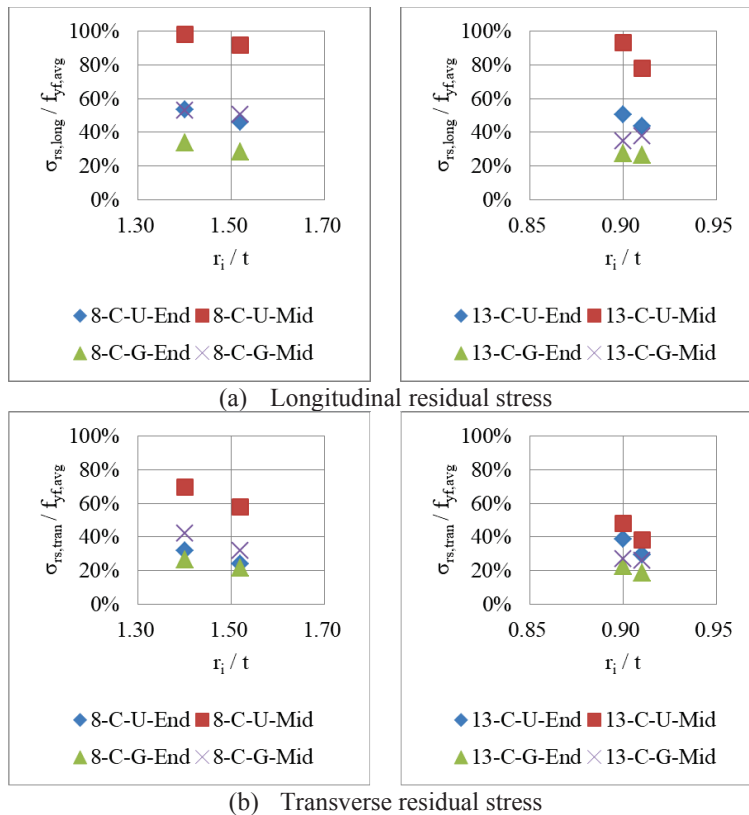 100%
80%
60%
40%
20%
0%
σrs,long / fyf,avg
1.30 1.50 1.70
ri / t
8-C-U-End 8-C-U-Mid
8-C-G-End 8-C-G-Mid
100%
80%
60%
40%
20%
0%
σrs,long / fyf,avg
0.85 0.90 0.95
ri / t
13-C-U-End 13-C-U-Mid
13-C-G-End 13-C-G-Mid
(a) Longitudinal residual stress
100%
80%
60%
40%
20%
0%
σrs,tran / fyf,avg
1.30 1.50 1.70
ri / t
8-C-U-End 8-C-U-Mid
8-C-G-End 8-C-G-Mid
100%
80%
60%
40%
20%
0%
σrs,tran / fyf,avg
0.85 0.90 0.95
ri / t
13-C-U-End 13-C-U-Mid
13-C-G-End 13-C-G-Mid
(b) Transverse residual stress